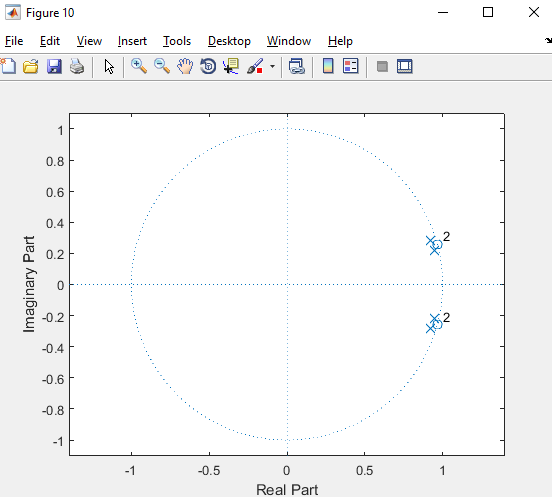 Figure 10
File Edit View Insert Tools Desktop Window Help
1
0.8
0.6
0.4
0.2
0
-0.2
-0.4
-0.6
-0.8
-1
Imaginary Part
2
2
-1 -0.5 0 0.5 1
Real Part